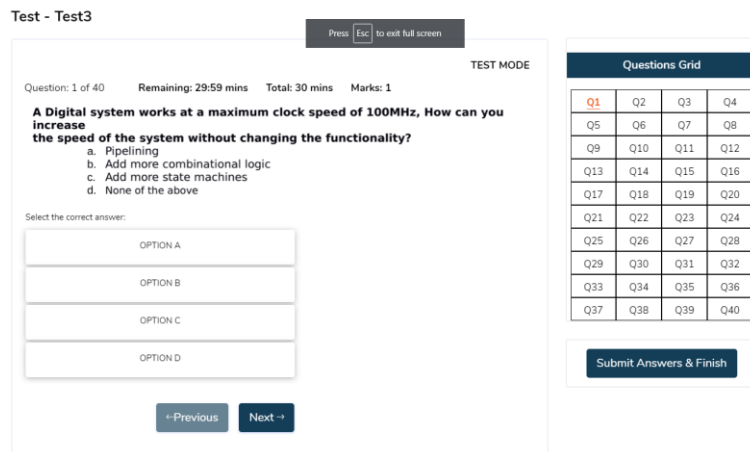 Test - Test3
Press Esc to exit full screen
TEST MODE
Question: 1 of 40 Remaining: 29:59 mins Total: 30 mins Marks: 1
A Digital system works at a maximum clock speed of 100MHz, How can you
increase
the speed of the system without changing the functionality?
a. Pipelining
b. Add more combinational logic
c. Add more state machines
d. None of the above
Select the correct answer:
OPTION A
OPTION B
OPTION C
OPTION D
←Previous Next→
Questions Grid
Q1 Q2 Q3 Q4
Q5 Q6 Q7 Q8
Q9 Q10 Q11 Q12
Q13 Q14 Q15 Q16
Q17 Q18 Q19 Q20
Q21 Q22 Q23 Q24
Q25 Q26 Q27 Q28
Q29 Q30 Q31 Q32
Q33 Q34 Q35 Q36
Q37 Q38 Q39 Q40
Submit Answers & Finish